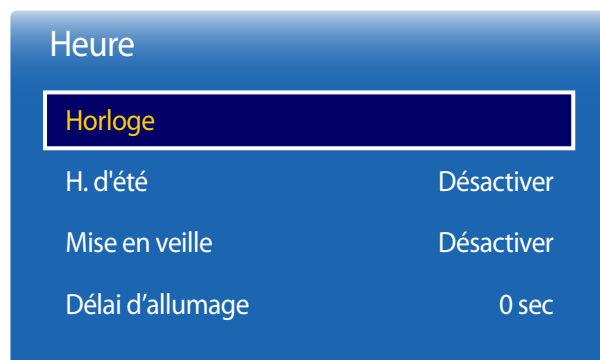 Heure
Horloge
H. d'été Désactiver
Mise en veille Désactiver
Délai d’allumage 0 sec